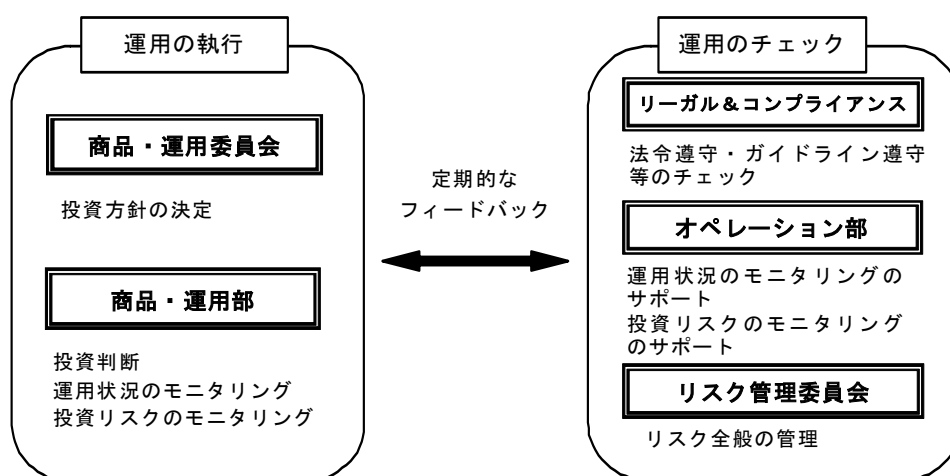 運用の執行
商品・運用委員会
投資方針の決定
商品・運用部
投資判断
運用状況のモニタリング
投資リスクのモニタリング
定期的な
フィードバック
運用のチェック
リーガル＆コンプライアンス
法令遵守・ガイドライン遵守
等のチェック
オペレーション部
運用状況のモニタリングの
サポート
投資リスクのモニタリング
のサポート
リスク管理委員会
リスク全般の管理